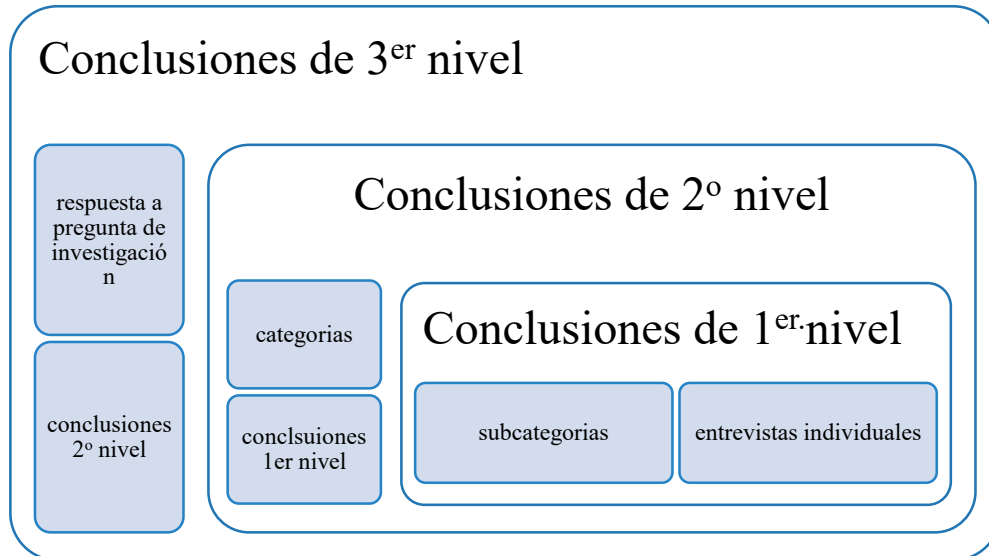 Conclusiones de 3er nivel
respuesta a
pregunta de
investigació
n
conclusiones
2o nivel
Conclusiones de 2o nivel
categorias
conclsuiones
1er nivel
Conclusiones de 1er. nivel
subcategorias
entrevistas individuales